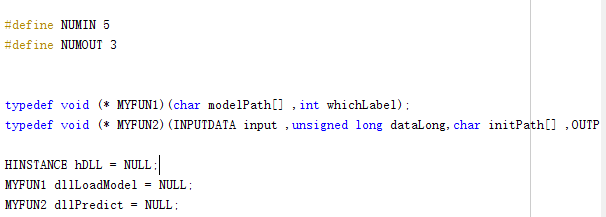 #define NUMIN 5
#define NUMOUT 3
typedef void (* MYFUN1)(char modelPath[] ,int whichLabel);
typedef void (* MYFUN2)(INPUTDATA input ,unsigned long dataLong,char initPath[] ,OUTP
HINSTANCE hDLL = NULL;
MYFUN1 dllLoadModel = NULL;
MYFUN2 dllPredict = NULL;